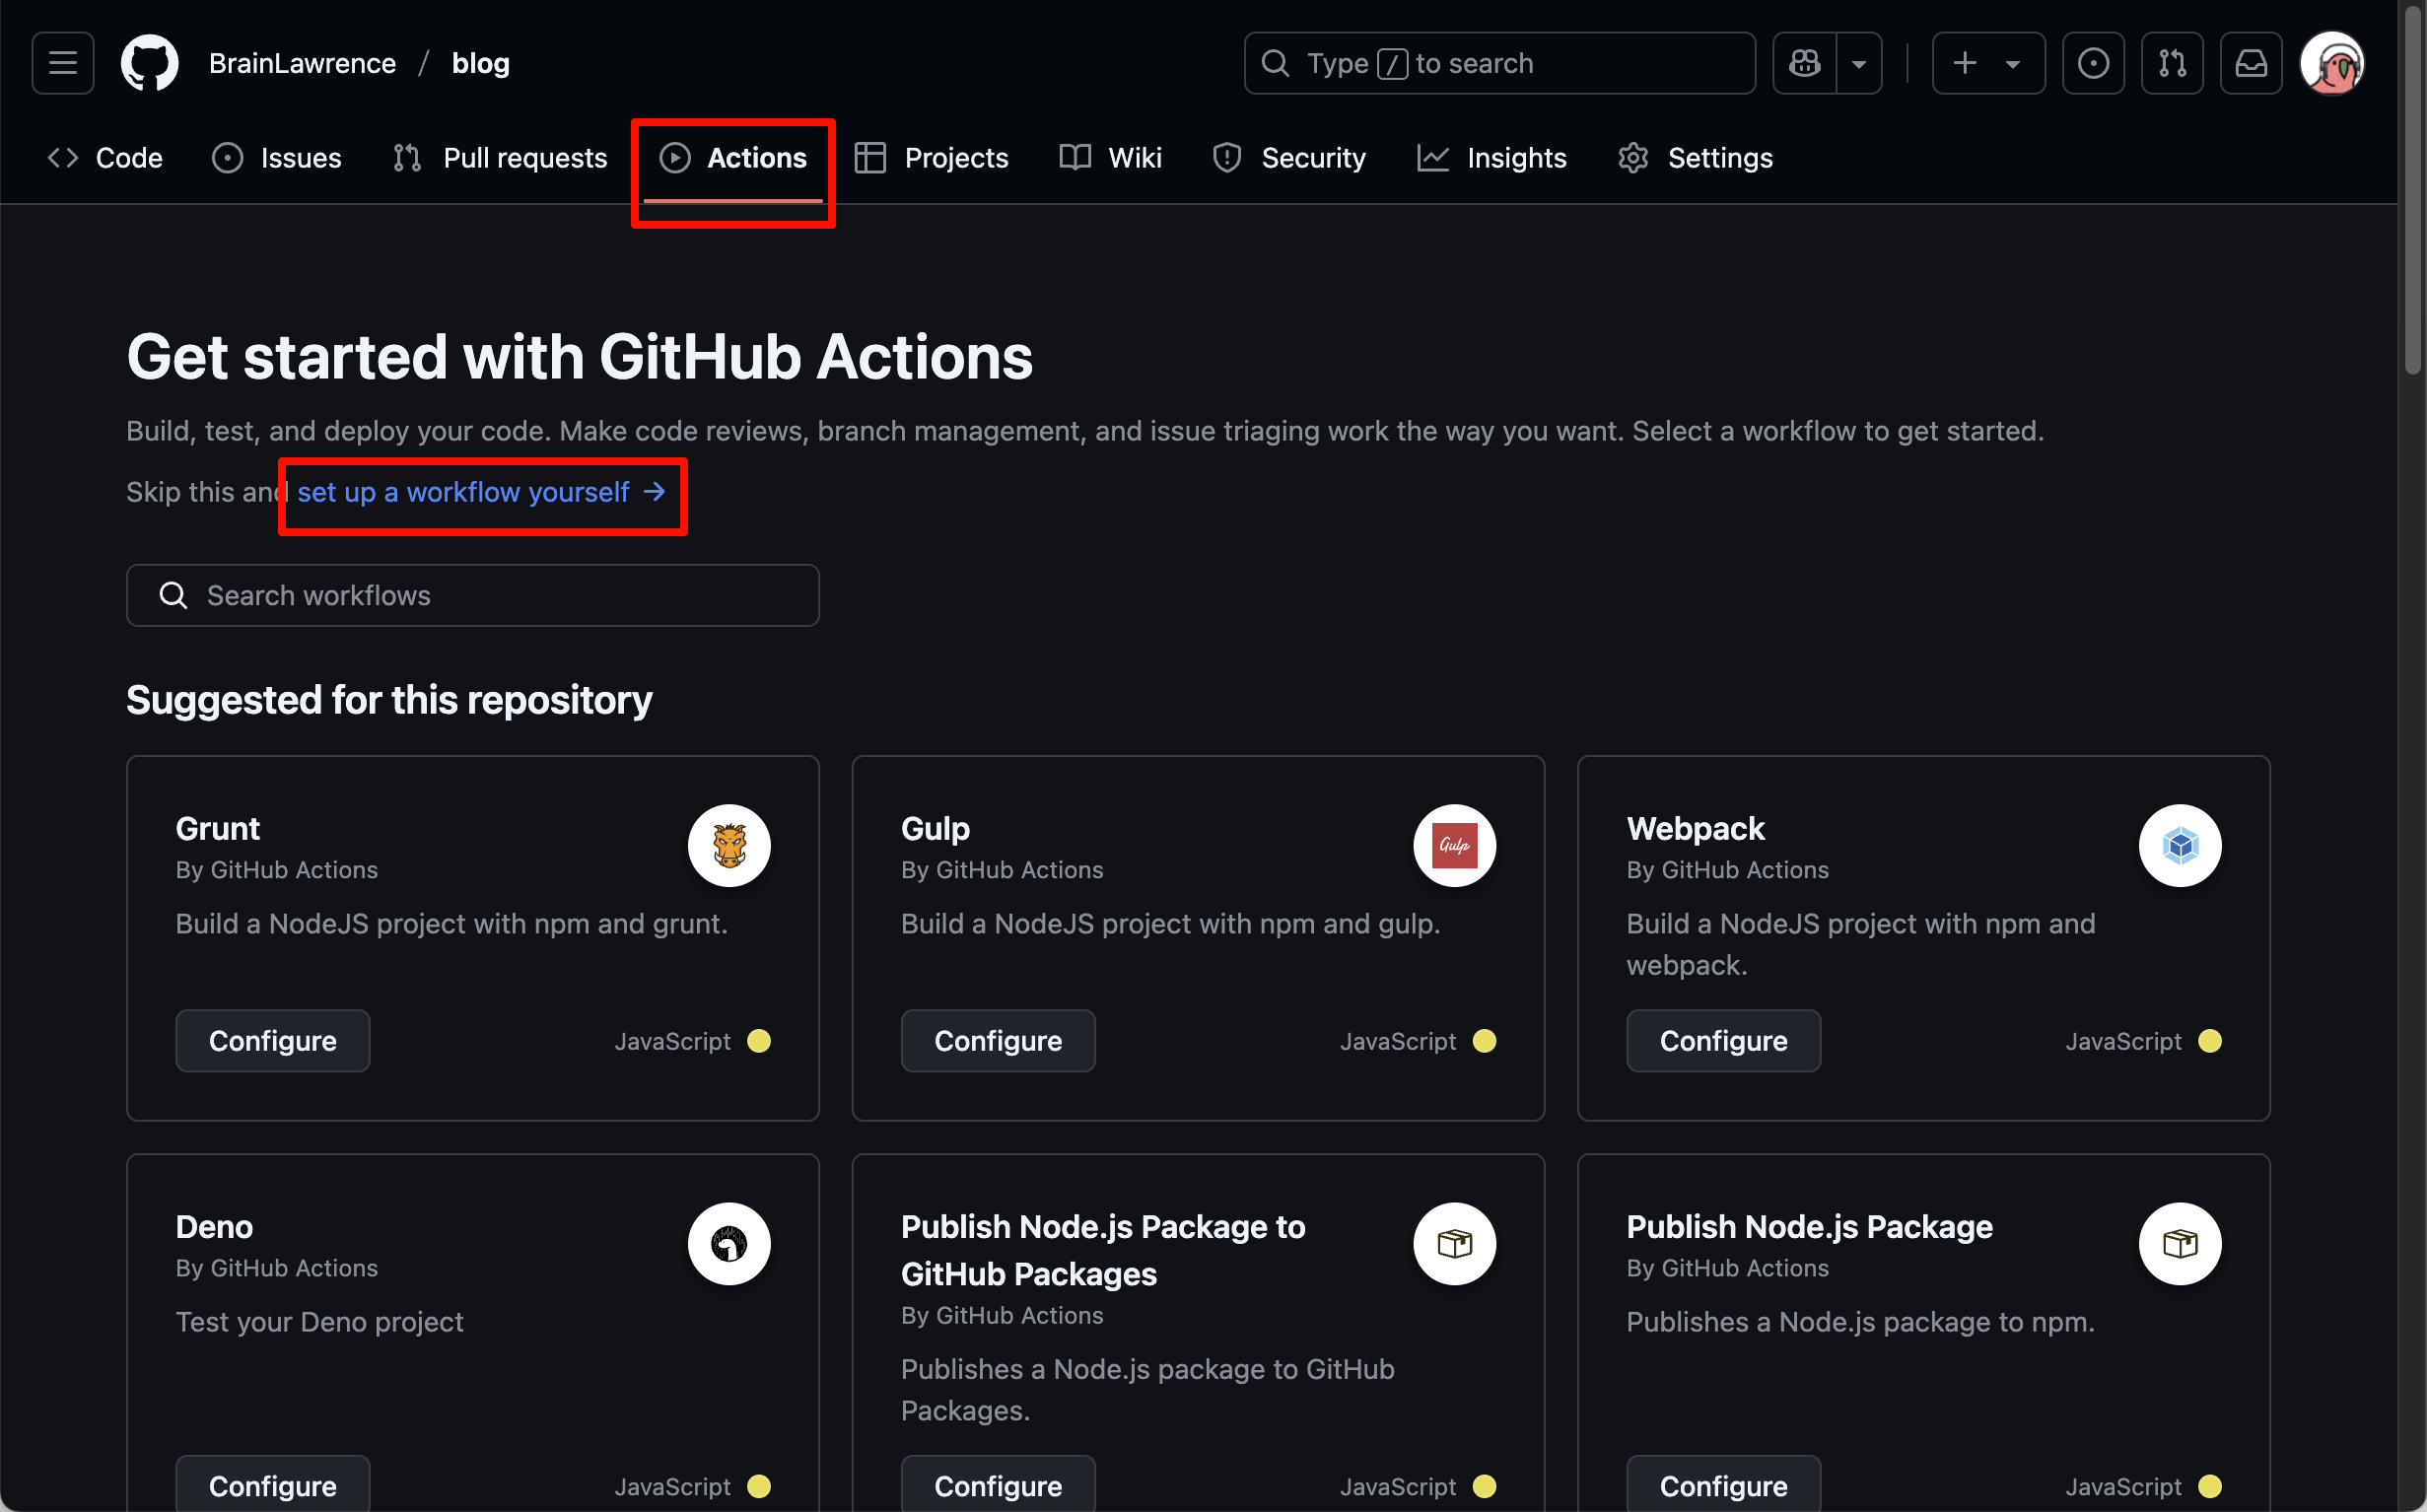 BrainLawrence / blog
Type / to search
Code Issues Pull requests Actions Projects Wiki Security Insights Settings
Get started with GitHub Actions
Build, test, and deploy your code. Make code reviews, branch management, and issue triaging work the way you want. Select a workflow to get started.
Skip this and set up a workflow yourself →
Search workflows
Suggested for this repository
Grunt
By GitHub Actions
Build a NodeJS project with npm and grunt.
Configure JavaScript
Gulp
By GitHub Actions
Gulp
Build a NodeJS project with npm and gulp.
Configure JavaScript
Webpack
By GitHub Actions
Build a NodeJS project with npm and
webpack.
Configure JavaScript
Deno
By GitHub Actions
Test your Deno project
Configure JavaScript
Publish Node.js Package to
GitHub Packages
By GitHub Actions
Publishes a Node.js package to GitHub
Packages.
Configure JavaScript
Publish Node.js Package
By GitHub Actions
Publishes a Node.js package to npm.
Configure JavaScript